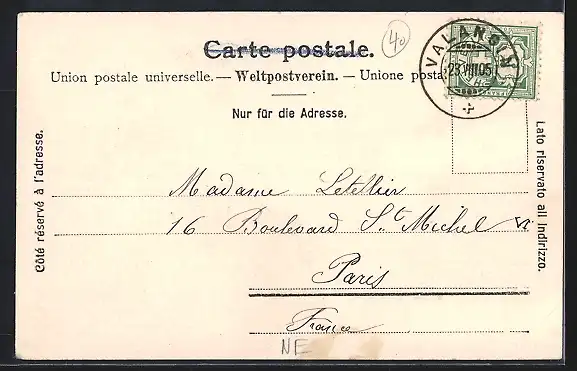 Carte postale.
40
Union postale universelle. — Weltpostverein. — Unione posta
VALANGIN
23 VIII 05
Nur für die Adresse.
Côté réservé à l'adresse.
Lato riservato all indirizzo.
Madame Letellier
16 Boulevard St Michel
Paris
France
NE